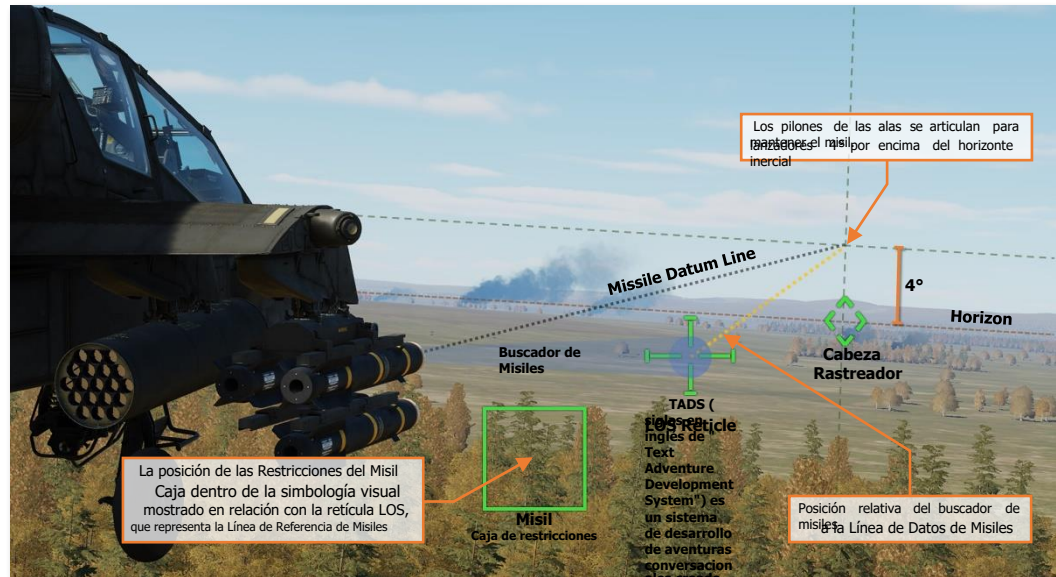 Los pilones de las alas se articulan para
mantener el misil
lanzadores 4° por encima del horizonte
inercial
Missile Datum Line
4°
Horizon
Buscador de
Misiles
Cabeza
Rastreador
TADS (
siglas en
LOS Reticle
inglés de "
Text
Adventure
Development
System") es
un sistema
de desarrollo
de aventuras
conversacion
La posición de las Restricciones del Misil
Caja dentro de la simbología visual
mostrado en relación con la retícula LOS,
que representa la Línea de Referencia de Misiles
Misil
Caja de restricciones
Posición relativa del buscador de
misiles
a la Línea de Datos de Misiles